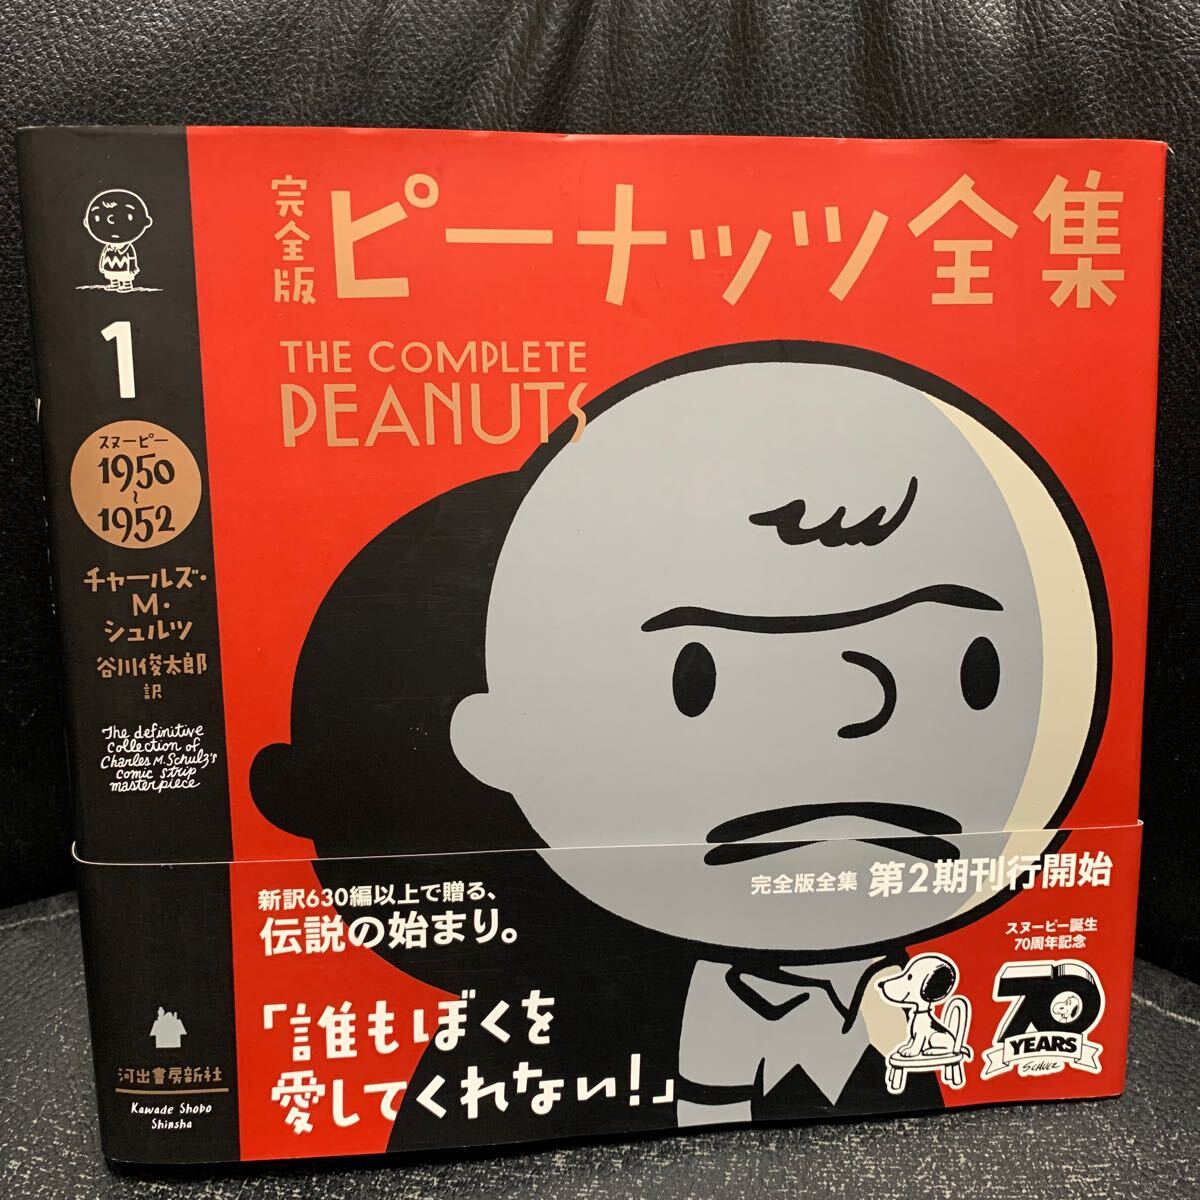 1
スヌーピー
1950
~
1952
チャールズ・
M・
シュルツ
谷川俊太郎
訳
The definitive
collection of
Charles M. Schulz's
comic strip
masterpiece
河出書房新社
Kawade Shobo
Shinsha
完全版
ピーナッツ全集
THE COMPLETE
PEANUTS
新訳630編以上で贈る、
伝説の始まり。
「誰もぼくを
愛してくれない!」
完全版全集 第2期刊行開始
スヌーピー誕生
70周年記念
70
YEARS
SCHULZ